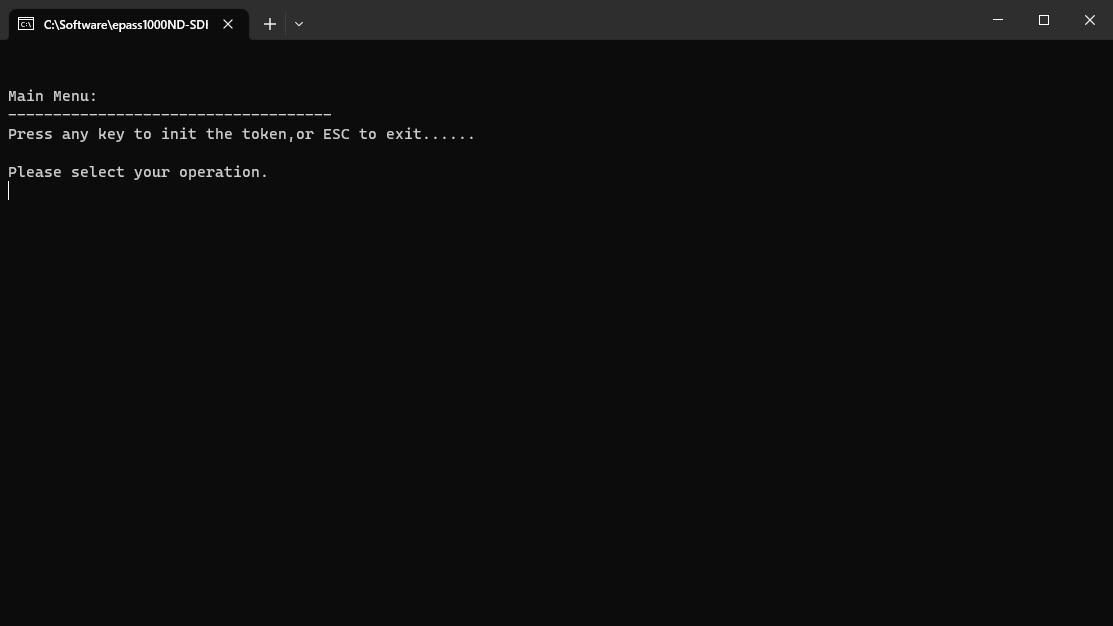 C:\Software\epass1000ND-SDI
Main Menu:
------------------------------------
Press any key to init the token,or ESC to exit......
Please select your operation.